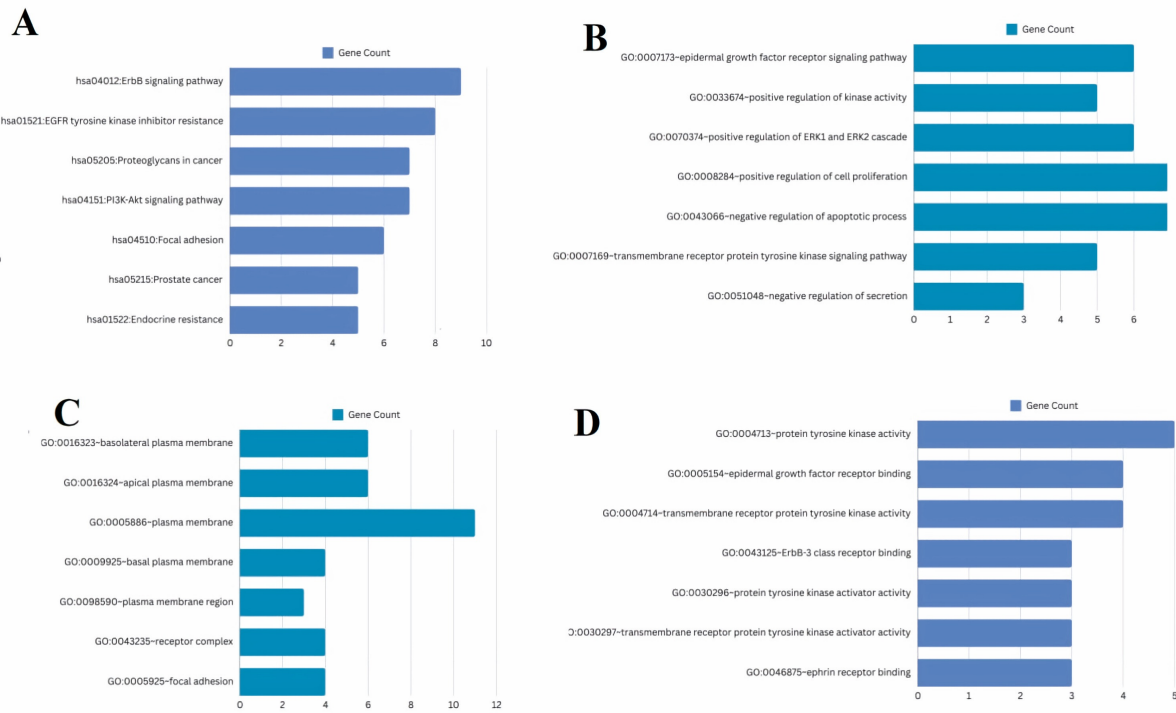 A
Gene Count
hsa04012:ErbB signaling pathway
hsa01521:EGFR tyrosine kinase inhibitor resistance
hsa05205:Proteoglycans in cancer
hsa04151:PI3K-Akt signaling pathway
hsa04510:Focal adhesion
hsa05215:Prostate cancer
hsa01522:Endocrine resistance
0 2 4 6 8 10
B
Gene Count
GO:0007173~epidermal growth factor receptor signaling pathway
GO:0033674~positive regulation of kinase activity
GO:0070374~positive regulation of ERK1 and ERK2 cascade
GO:0008284~positive regulation of cell proliferation
GO:0043066~negative regulation of apoptotic process
GO:0007169~transmembrane receptor protein tyrosine kinase signaling pathway
GO:0051048~negative regulation of secretion
0 1 2 3 4 5 6
C
Gene Count
GO:0016323~basolateral plasma membrane
GO:0016324~apical plasma membrane
GO:0005886~plasma membrane
GO:0009925~basal plasma membrane
GO:0098590~plasma membrane region
GO:0043235~receptor complex
GO:0005925~focal adhesion
0 2 4 6 8 10 12
D
Gene Count
GO:0004713~protein tyrosine kinase activity
GO:0005154~epidermal growth factor receptor binding
GO:0004714~transmembrane receptor protein tyrosine kinase activity
GO:0043125~ErbB-3 class receptor binding
GO:0030296~protein tyrosine kinase activator activity
O:0030297~transmembrane receptor protein tyrosine kinase activator activity
GO:0046875~ephrin receptor binding
0 1 2 3 4 5